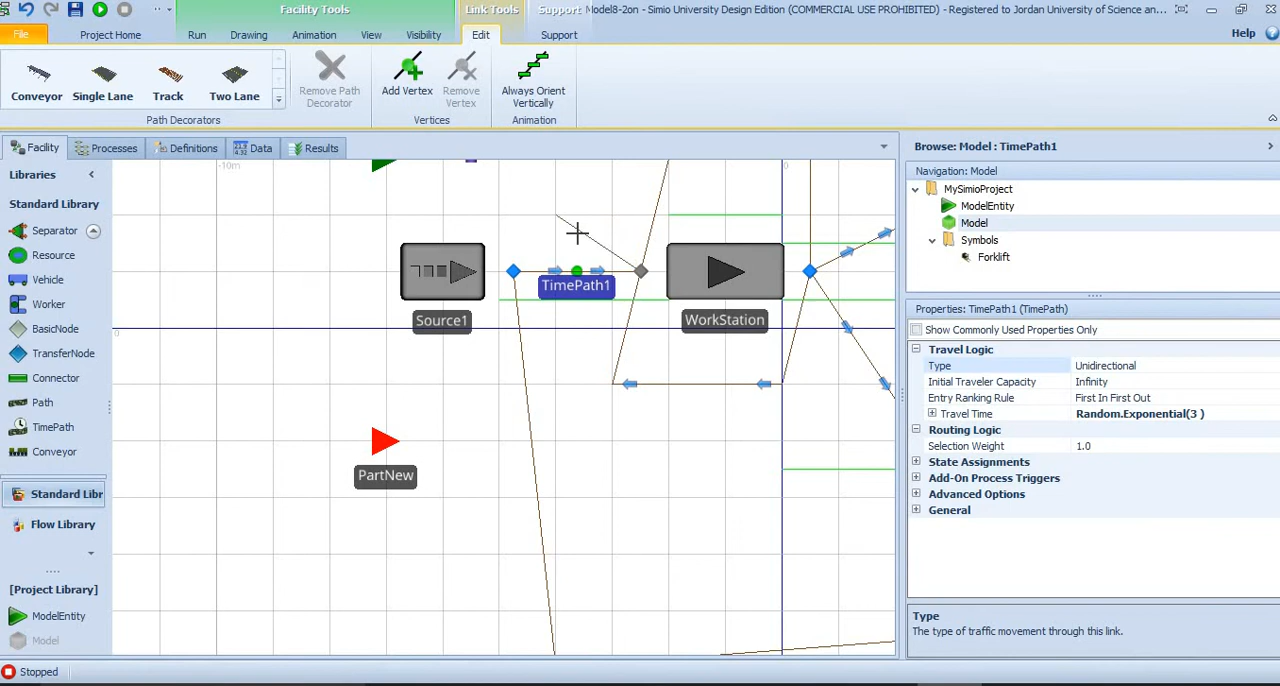 Facility Tools
Link Tools
Support
Model8-2on - Simio University Design Edition (COMMERCIAL USE PROHIBITED) - Registered to Jordan University of Science an...
File
Project Home
Run
Drawing
Animation
View
Visibility
Edit
Support
Help
Conveyor
Single Lane
Track
Two Lane
Remove Path Decorator
Add Vertex
Remove Vertex
Always Orient Vertically
Path Decorators
Vertices
Animation
Facility
Processes
Definitions
Data
Results
Browse: Model : TimePath1
Libraries
Standard Library
Separator
Resource
Vehicle
Worker
BasicNode
TransferNode
Connector
Path
TimePath
Conveyor
Standard Libr
Flow Library
[Project Library]
ModelEntity
Model
-10m
0
0
Source1
TimePath1
WorkStation
PartNew
Navigation: Model
MySimioProject
ModelEntity
Model
Symbols
Forklift
Properties: TimePath1 (TimePath)
Show Commonly Used Properties Only
Travel Logic
Type Unidirectional
Initial Traveler Capacity Infinity
Entry Ranking Rule First In First Out
Travel Time Random.Exponential(3 )
Routing Logic
Selection Weight 1.0
State Assignments
Add-On Process Triggers
Advanced Options
General
Type
The type of traffic movement through this link.
Stopped